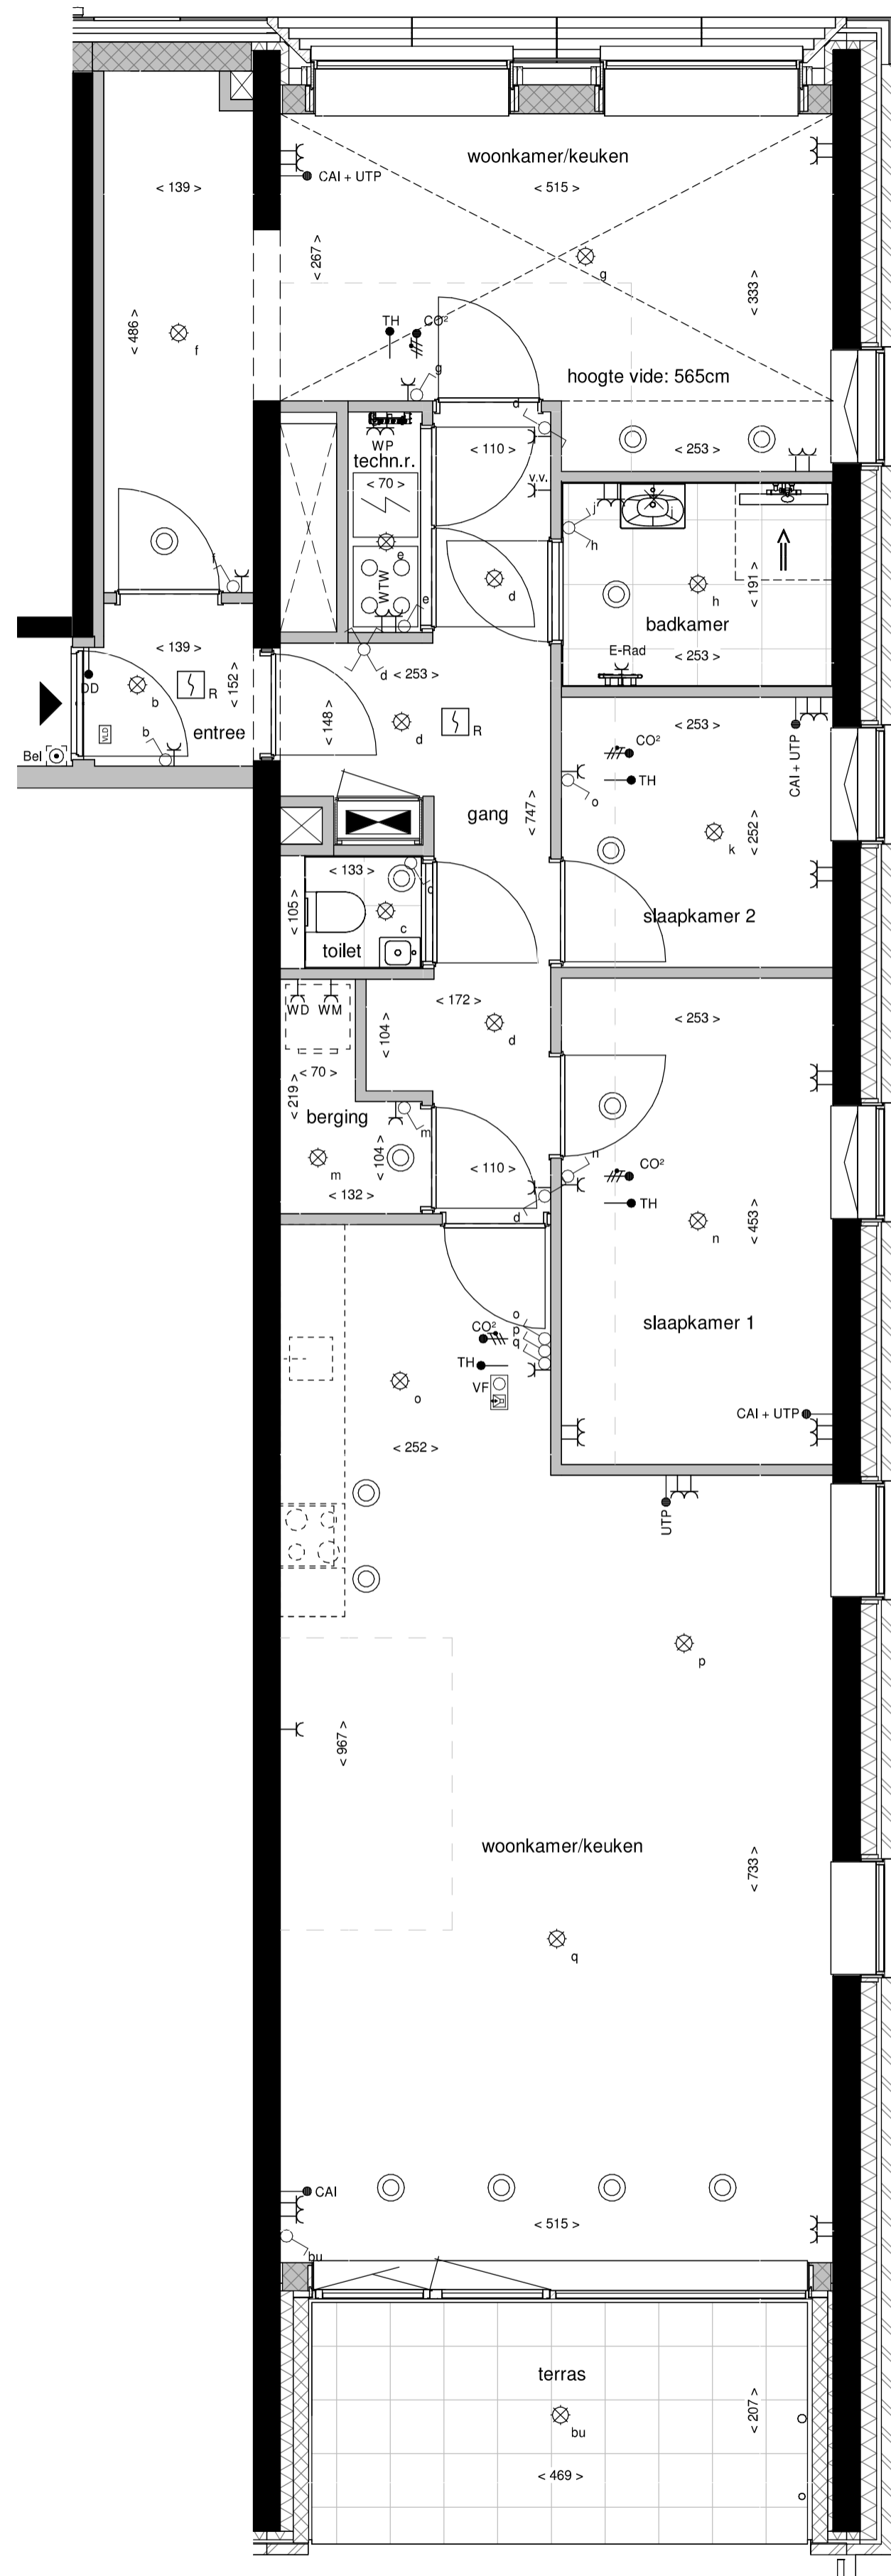 woonkamer/keuken
< 139 >
CAI + UTP
< 515 >
< 267 >
g
< 333 >
< 486 >
f
TH
CO²
g
hoogte vide: 565cm
d
WP
techn.r.
< 110 >
< 253 >
< 70 >
v.v.
j
j
e
h
f
WTW
e
d
h
< 191 >
badkamer
< 139 >
E-Rad
< 253 >
DD
b
R
< 152 >
d
< 253 >
< 148 >
d
R
b
entree
VLD
Bel
< 253 >
CO²
TH
CAI + UTP
o
gang
< 747 >
k
< 252 >
< 133 >
c
< 105 >
c
toilet
slaapkamer 2
WD
WM
< 172 >
< 104 >
d
< 253 >
< 70 >
< 219 >
berging
m
< 104 >
m
< 132 >
< 110 >
d
n
CO²
TH
n
< 453 >
slaapkamer 1
o
p
q
CO²
TH
VF
o
CAI + UTP
< 252 >
UTP
p
< 967 >
woonkamer/keuken
< 733 >
q
CAI
< 515 >
bu
terras
bu
< 207 >
< 469 >